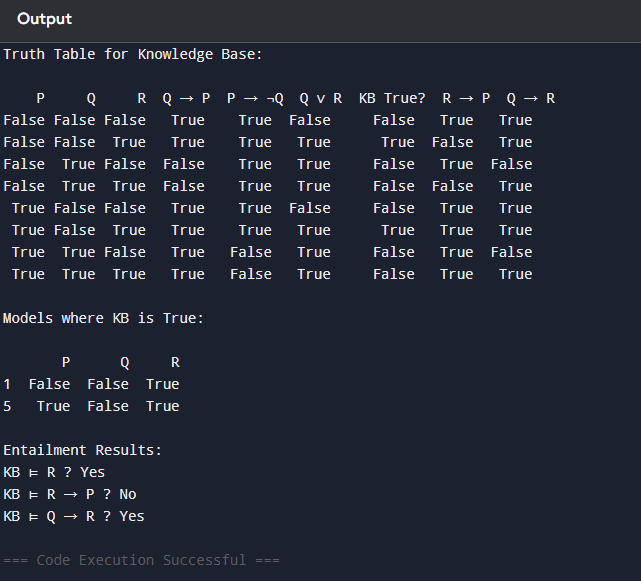 Output
Truth Table for Knowledge Base:
P Q R Q → P P → ¬Q Q ∨ R KB True? R → P Q → R
False False False True True False False True True
False False True True True True True False True
False True False False True True False True False
False True True False True True False False True
True False False True True False False True True
True False True True True True True True True
True True False True False True False True False
True True True True False True False True True
Models where KB is True:
P Q R
1 False False True
5 True False True
Entailment Results:
KB ⊨ R ? Yes
KB ⊨ R → P ? No
KB ⊨ Q → R ? Yes
=== Code Execution Successful ===